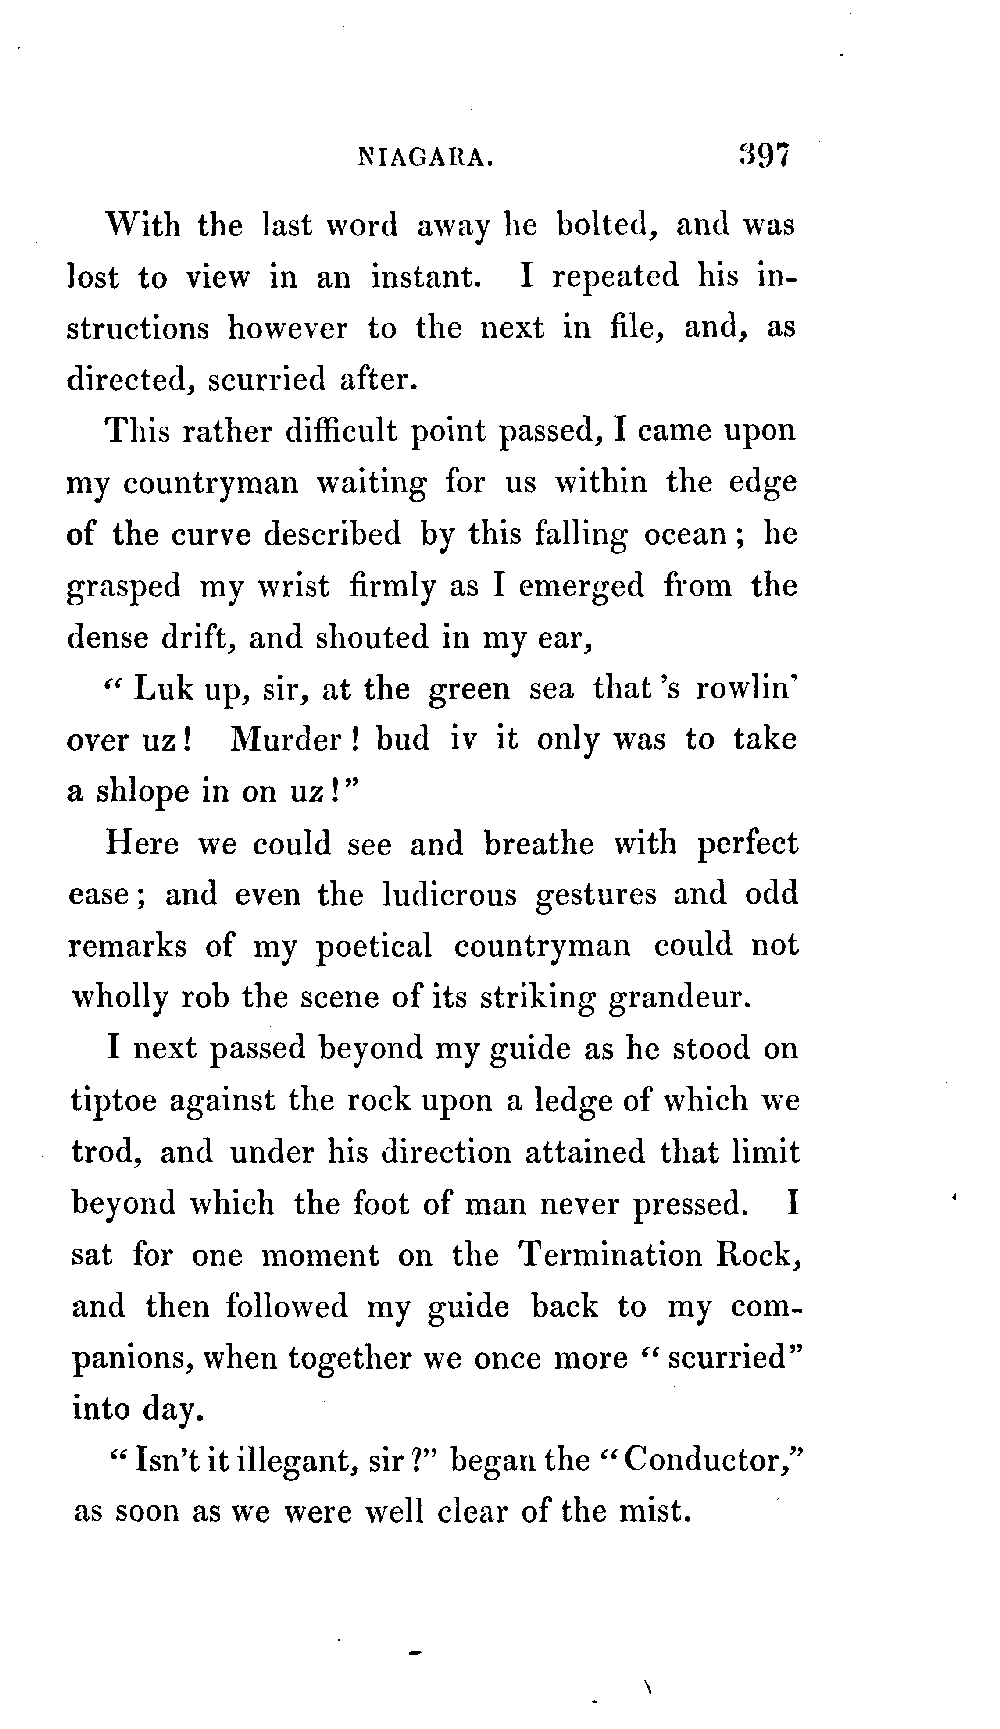 NIAGARA. 397
With the last word away he bolted, and was
lost to view in an instant. I repeated his in-
structions however to the next in file, and, as
directed, scurried after.
This rather difficult point passed, I came upon
my countryman waiting for us within the edge
of the curve described by this falling ocean; he
grasped my wrist firmly as I emerged from the
dense drift, and shouted in my ear,
“Luk up, sir, at the green sea that's rowlin'
over uz! Murder! bud iv it only was to take
a shlope in on uz!”
Here we could see and breathe with perfect
ease; and even the ludicrous gestures and odd
remarks of my poetical countryman could not
wholly rob the scene of its striking grandeur.
I next passed beyond my guide as he stood on
tiptoe against the rock upon a ledge of which we
trod, and under his direction attained that limit
beyond which the foot of man never pressed. I
sat for one moment on the Termination Rock,
and then followed my guide back to my com-
panions, when together we once more “scurried”
into day.
“Isn't it illegant, sir?” began the “Conductor,”
as soon as we were well clear of the mist.